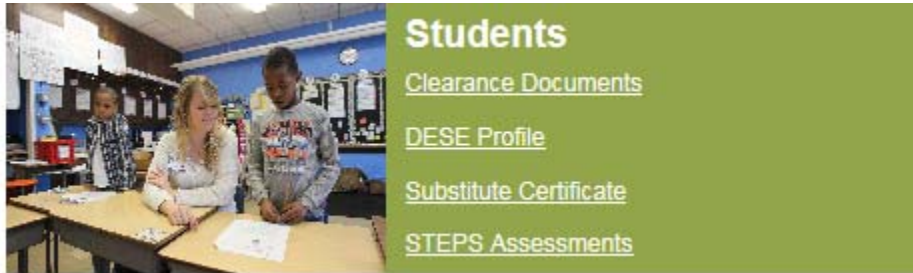 Students
Clearance Documents
DESE Profile
Substitute Certificate
STEPS Assessments